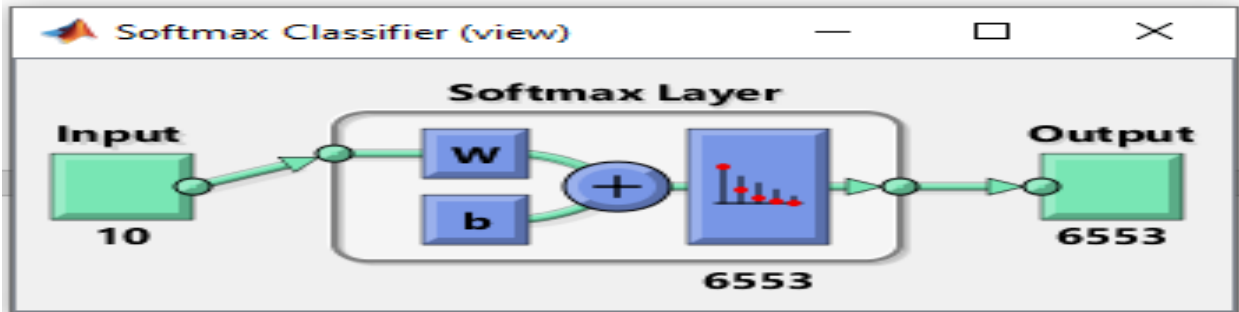 Softmax Classifier (view)
Softmax Layer
Input
Output
W
b
10
6553
6553